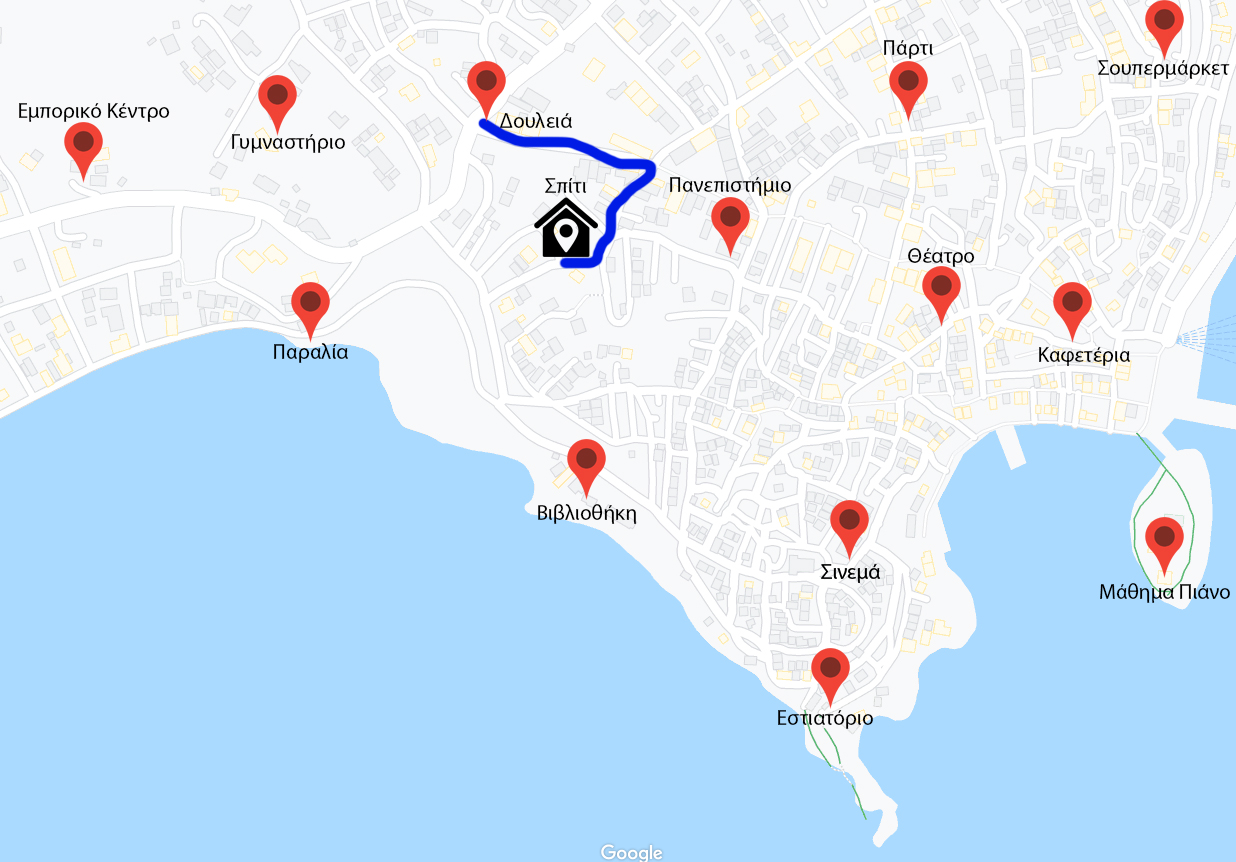 Πάρτι
Σουπερμάρκετ
Εμπορικό Κέντρο
Δουλειά
Γυμναστήριο
Σπίτι
Πανεπιστήμιο
Θέατρο
Παραλία
Καφετέρια
Βιβλιοθήκη
Σινεμά
Μάθημα Πιάνο
Εστιατόριο
Google